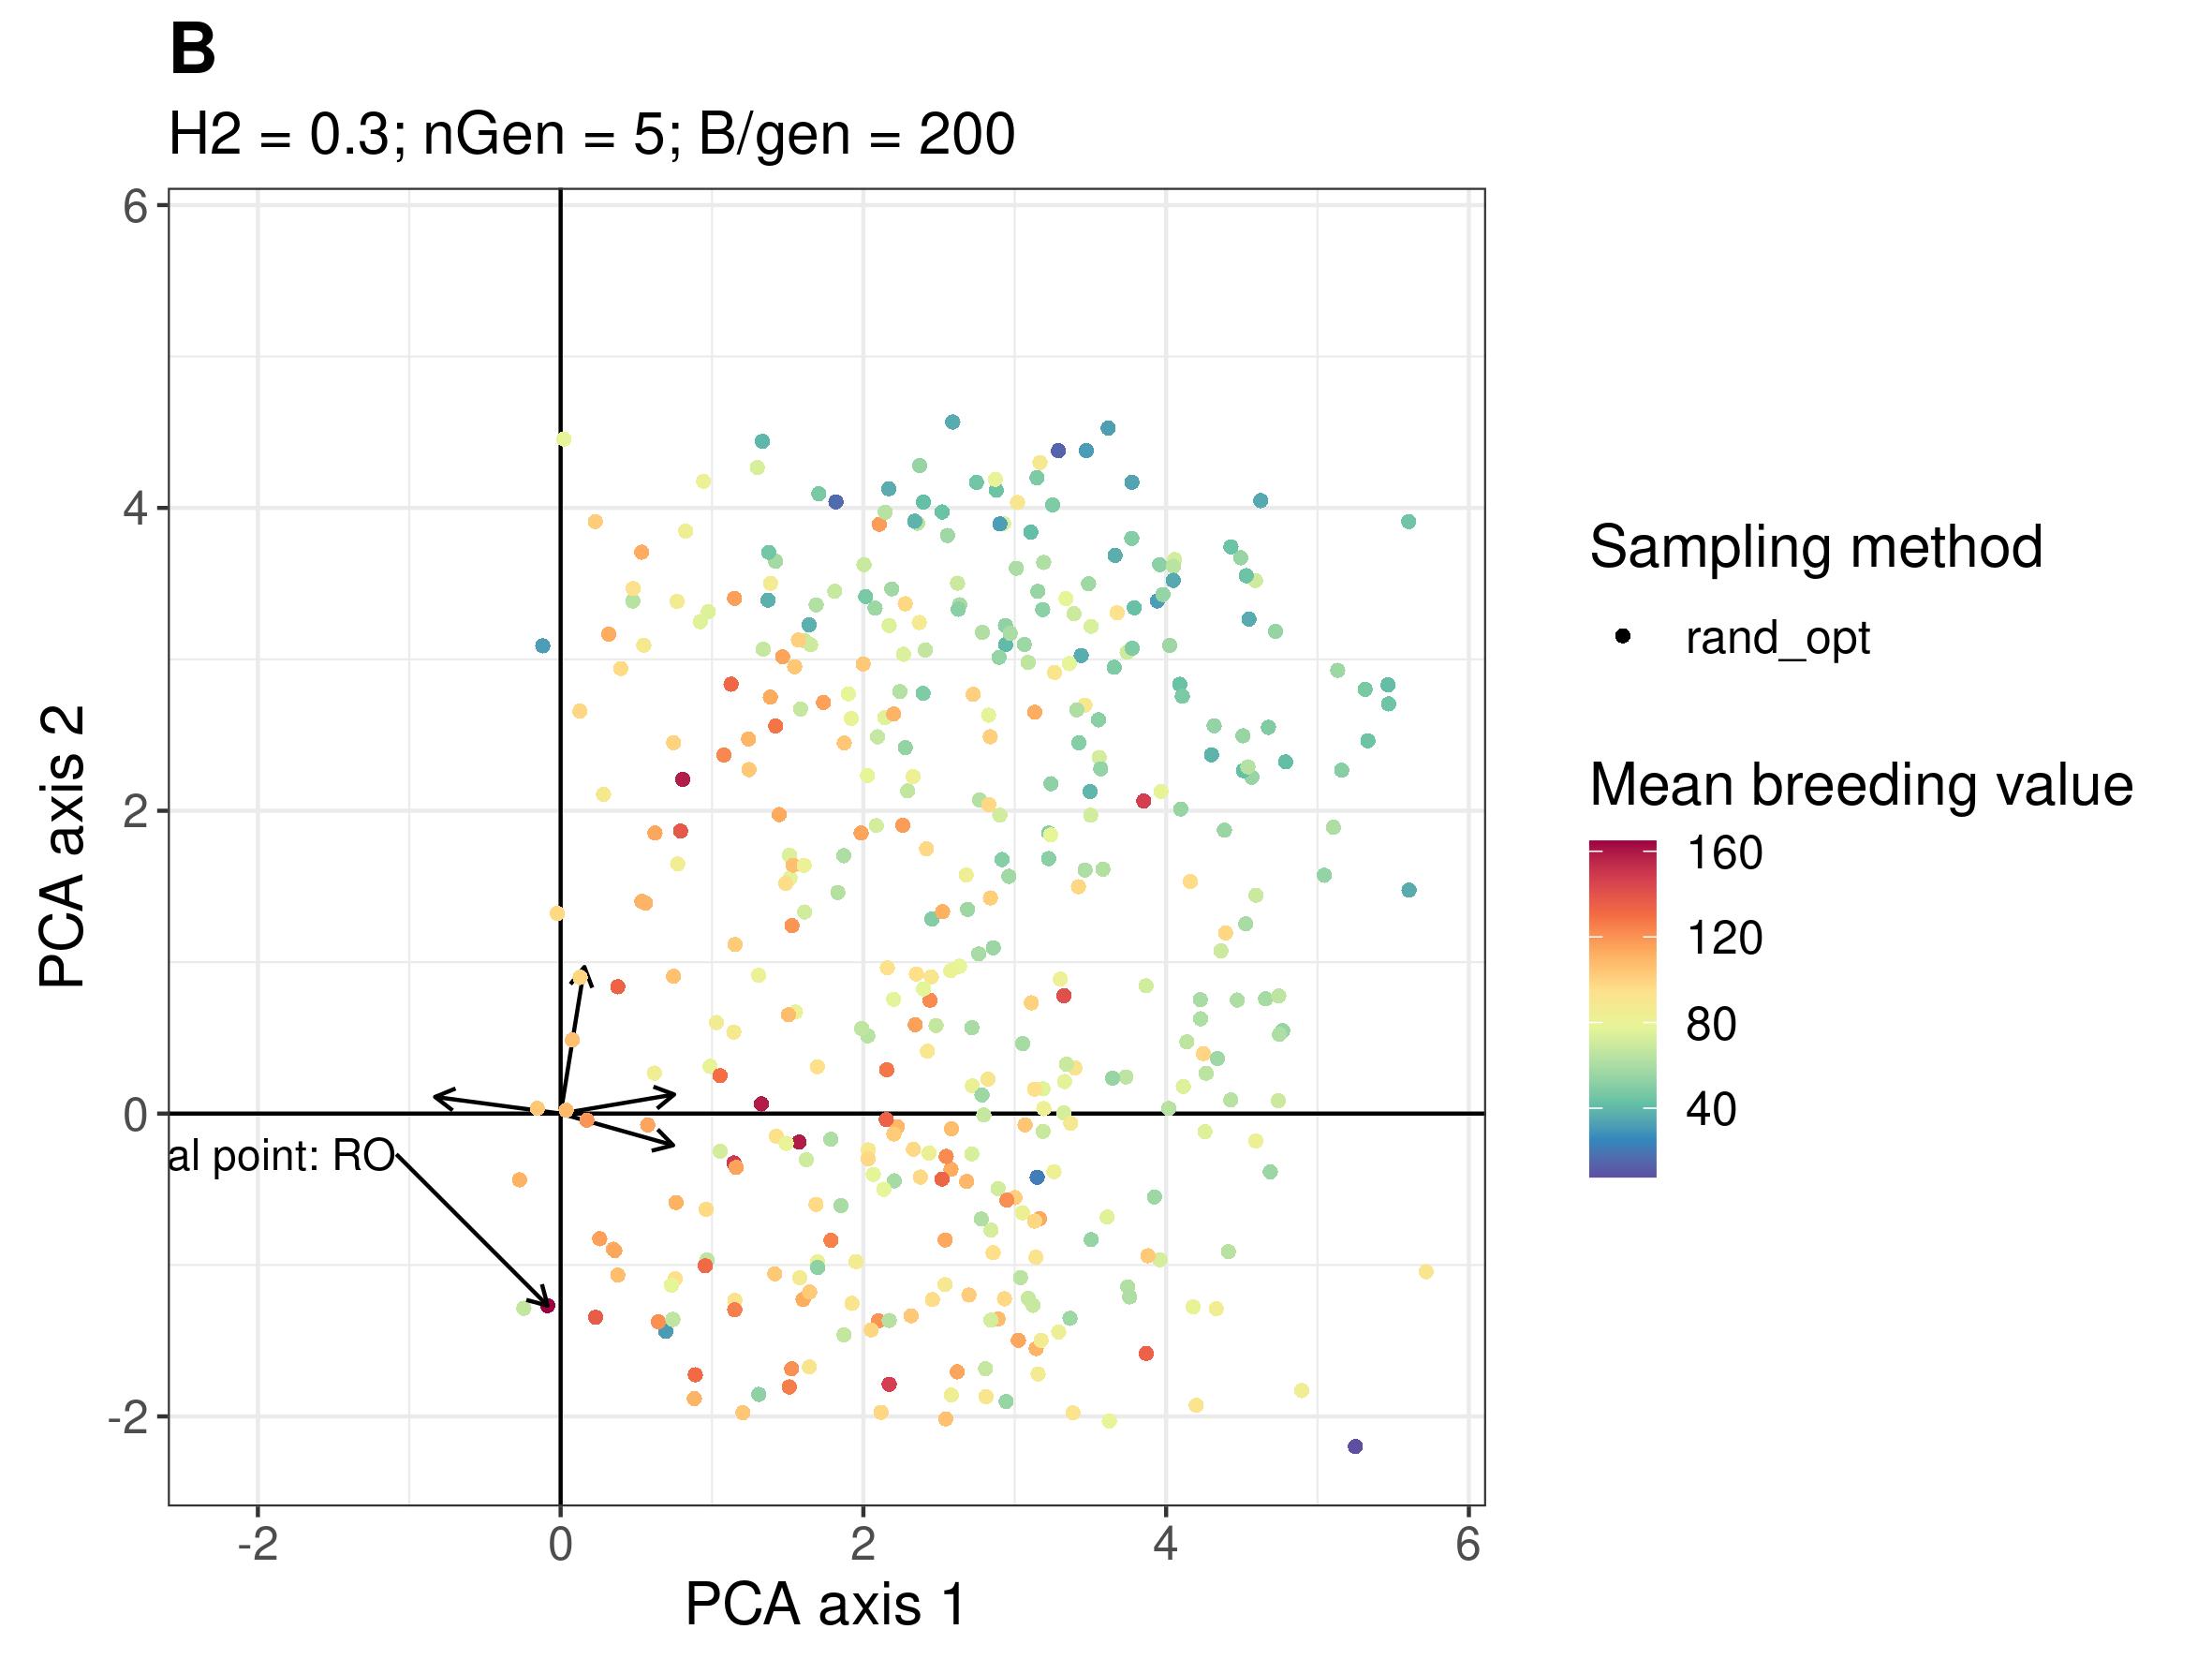 B
H2 = 0.3; nGen = 5; B/gen = 200
6
4
2
0
-2
PCA axis 2
al point: RO
-2
0
2
4
6
PCA axis 1
Sampling method
rand_opt
Mean breeding value
160
120
80
40